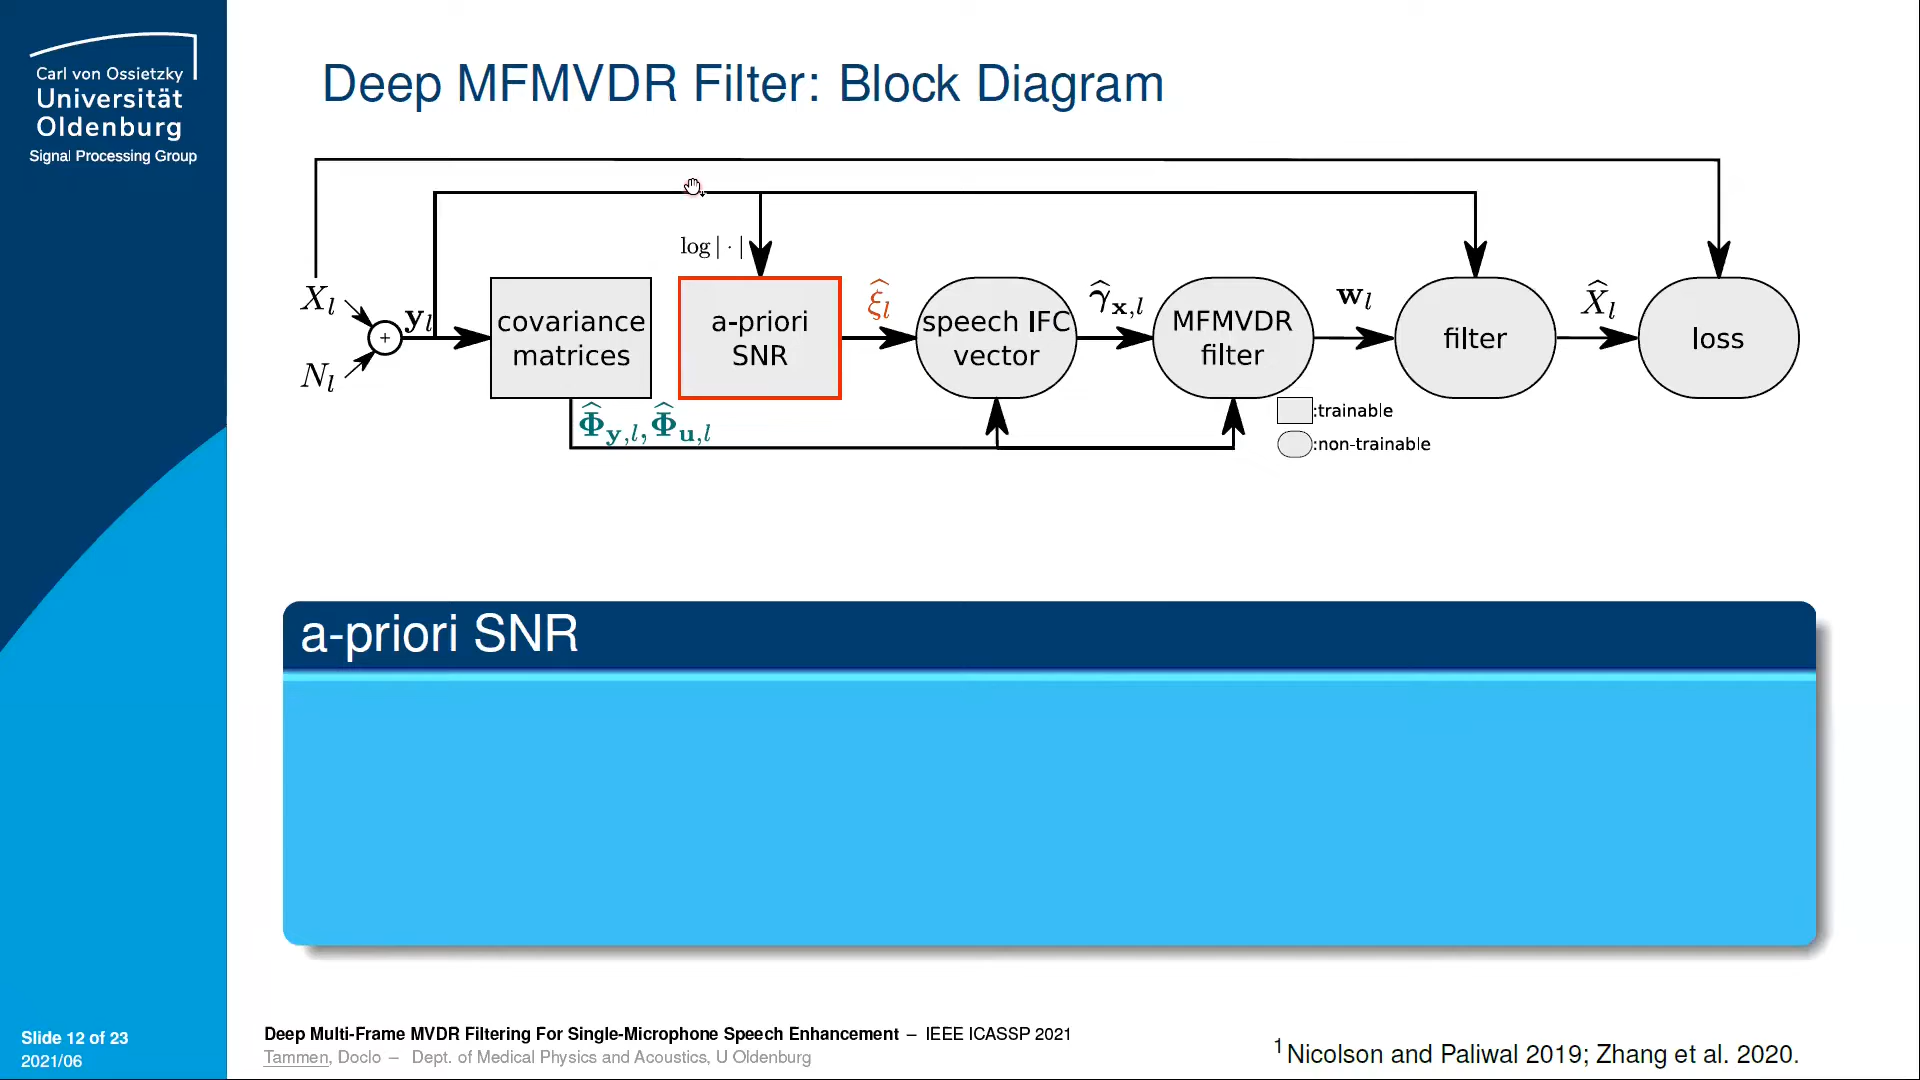 Carl von Ossietzky
Universität
Oldenburg
Signal Processing Group
Deep MFMVDR Filter: Block Diagram
log | · |
X_l
N_l
+
y_l
covariance
matrices
a-priori
SNR
ξ̂_l
speech IFC
vector
γ̂_{x,l}
MFMVDR
filter
w_l
filter
X̂_l
loss
Φ̂_{y,l}, Φ̂_{u,l}
:trainable
:non-trainable
a-priori SNR
Slide 12 of 23
2021/06
Deep Multi-Frame MVDR Filtering For Single-Microphone Speech Enhancement – IEEE ICASSP 2021
Tammen, Doclo – Dept. of Medical Physics and Acoustics, U Oldenburg
¹Nicolson and Paliwal 2019; Zhang et al. 2020.